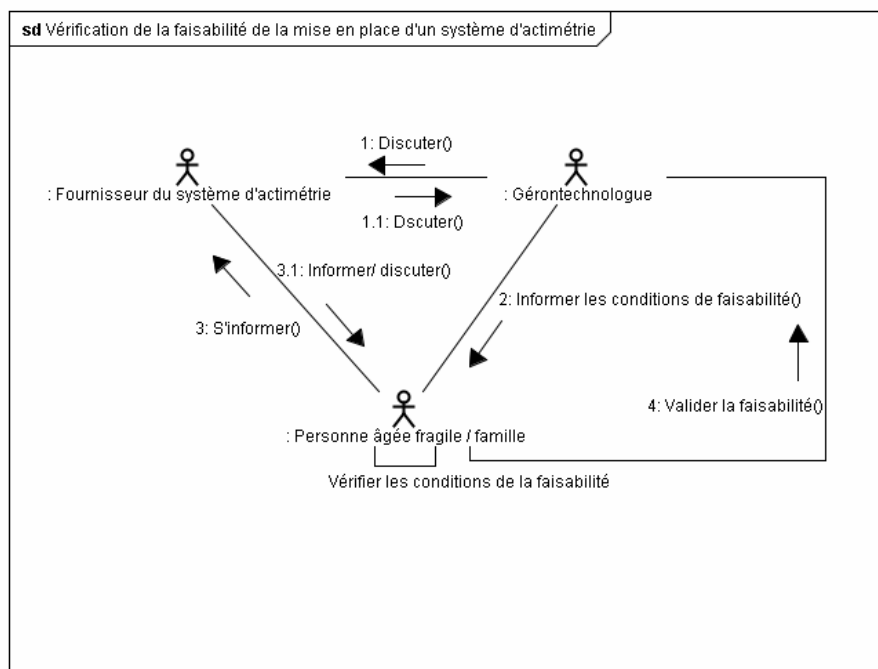 sd Vérification de la faisabilité de la mise en place d'un système d'actimétrie
1: Discuter()
: Fournisseur du système d'actimétrie
: Gérontechnologue
1.1: Dscuter()
3.1: Informer/ discuter()
2: Informer les conditions de faisabilité()
3: S'informer()
4: Valider la faisabilité()
: Personne âgée fragile / famille
Vérifier les conditions de la faisabilité